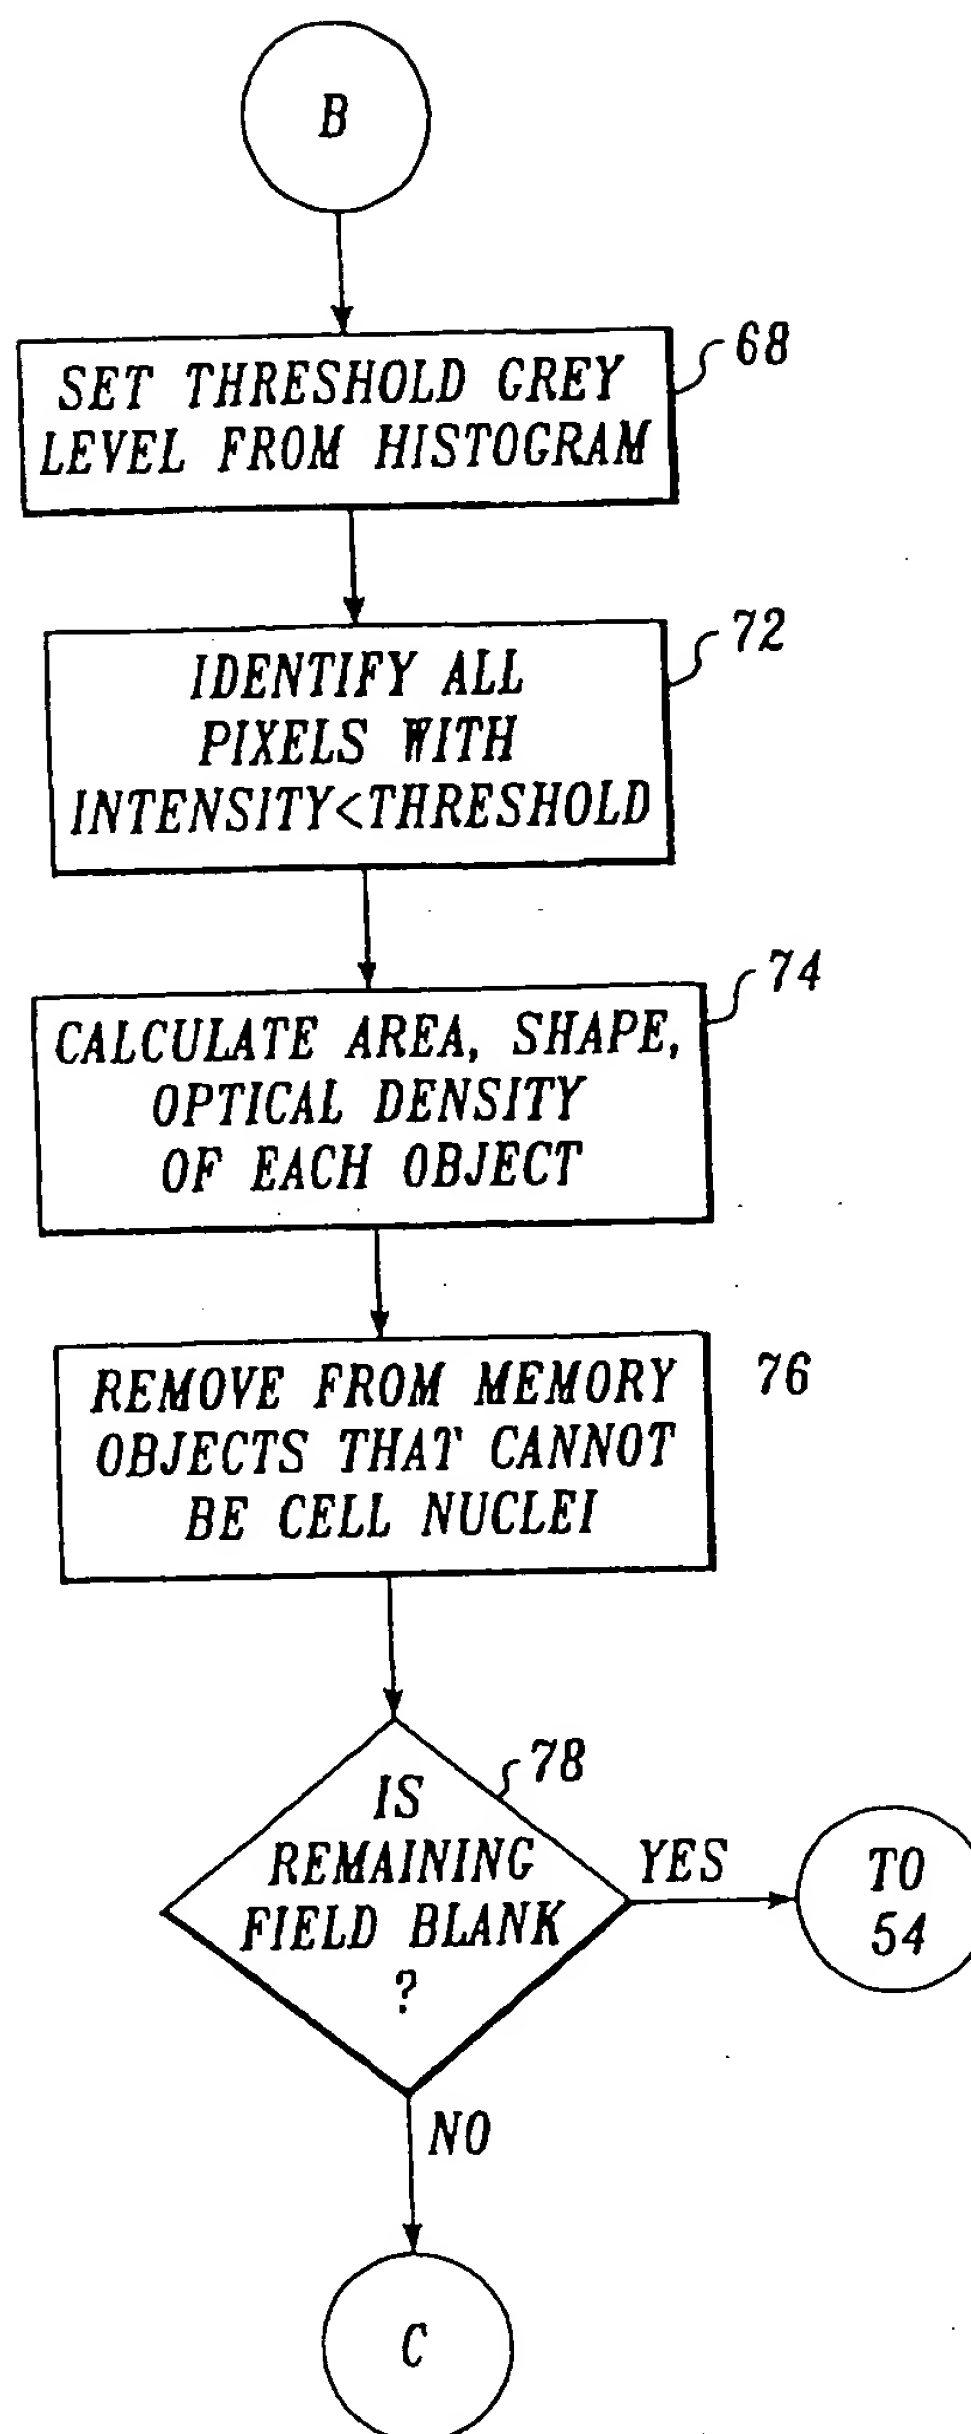 B
68
SET THRESHOLD GREY
LEVEL FROM HISTOGRAM
72
IDENTIFY ALL
PIXELS WITH
INTENSITY<THRESHOLD
74
CALCULATE AREA, SHAPE,
OPTICAL DENSITY
OF EACH OBJECT
76
REMOVE FROM MEMORY
OBJECTS THAT CANNOT
BE CELL NUCLEI
78
IS
REMAINING
FIELD BLANK
?
YES
TO
54
NO
C